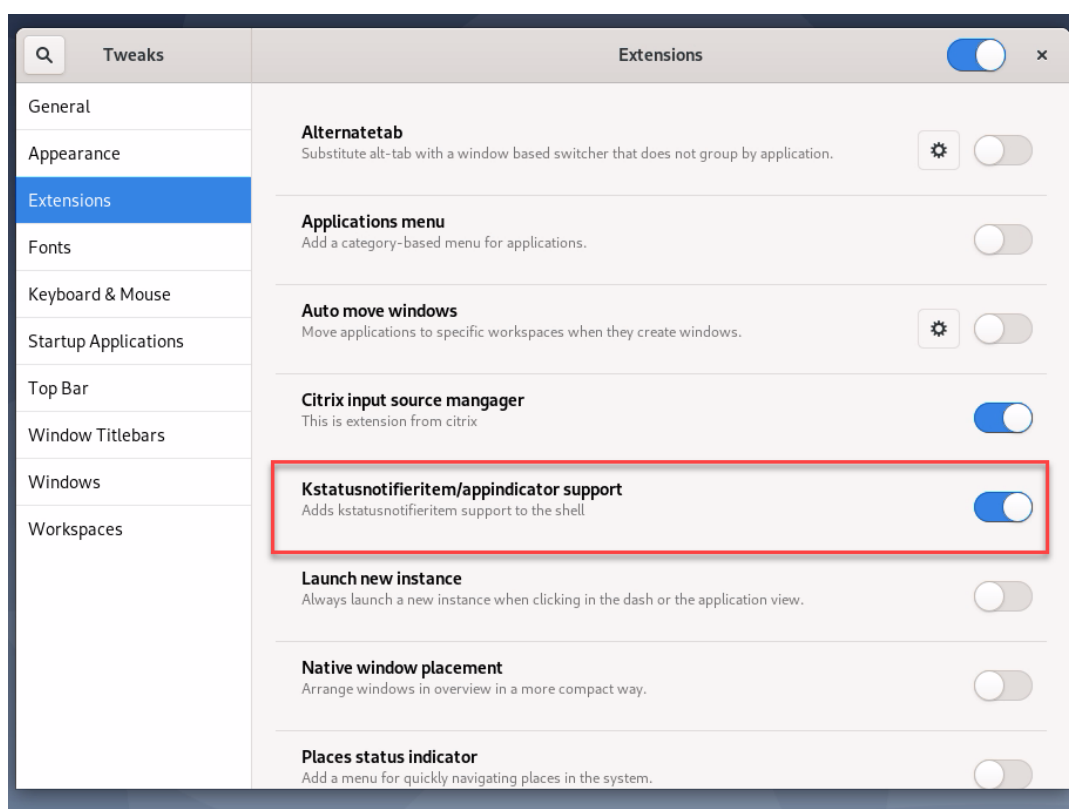 Tweaks
Extensions
General
Appearance
Extensions
Fonts
Keyboard & Mouse
Startup Applications
Top Bar
Window Titlebars
Windows
Workspaces
Alternatetab
Substitute alt-tab with a window based switcher that does not group by application.
Applications menu
Add a category-based menu for applications.
Auto move windows
Move applications to specific workspaces when they create windows.
Citrix input source mangager
This is extension from citrix
Kstatusnotifieritem/appindicator support
Adds kstatusnotifieritem support to the shell
Launch new instance
Always launch a new instance when clicking in the dash or the application view.
Native window placement
Arrange windows in overview in a more compact way.
Places status indicator
Add a menu for quickly navigating places in the system.